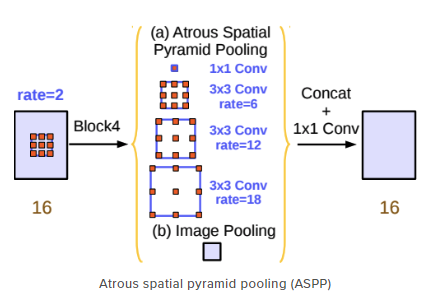 (a) Atrous Spatial
Pyramid Pooling
rate=2
1x1 Conv
3x3 Conv
rate=6
Block4
3x3 Conv
rate=12
3x3 Conv
rate=18
Concat
+
1x1 Conv
16
(b) Image Pooling
16
Atrous spatial pyramid pooling (ASPP)